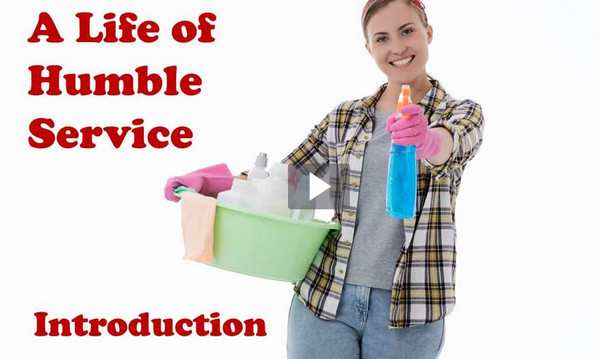 A Life of
Humble
Service
Introduction